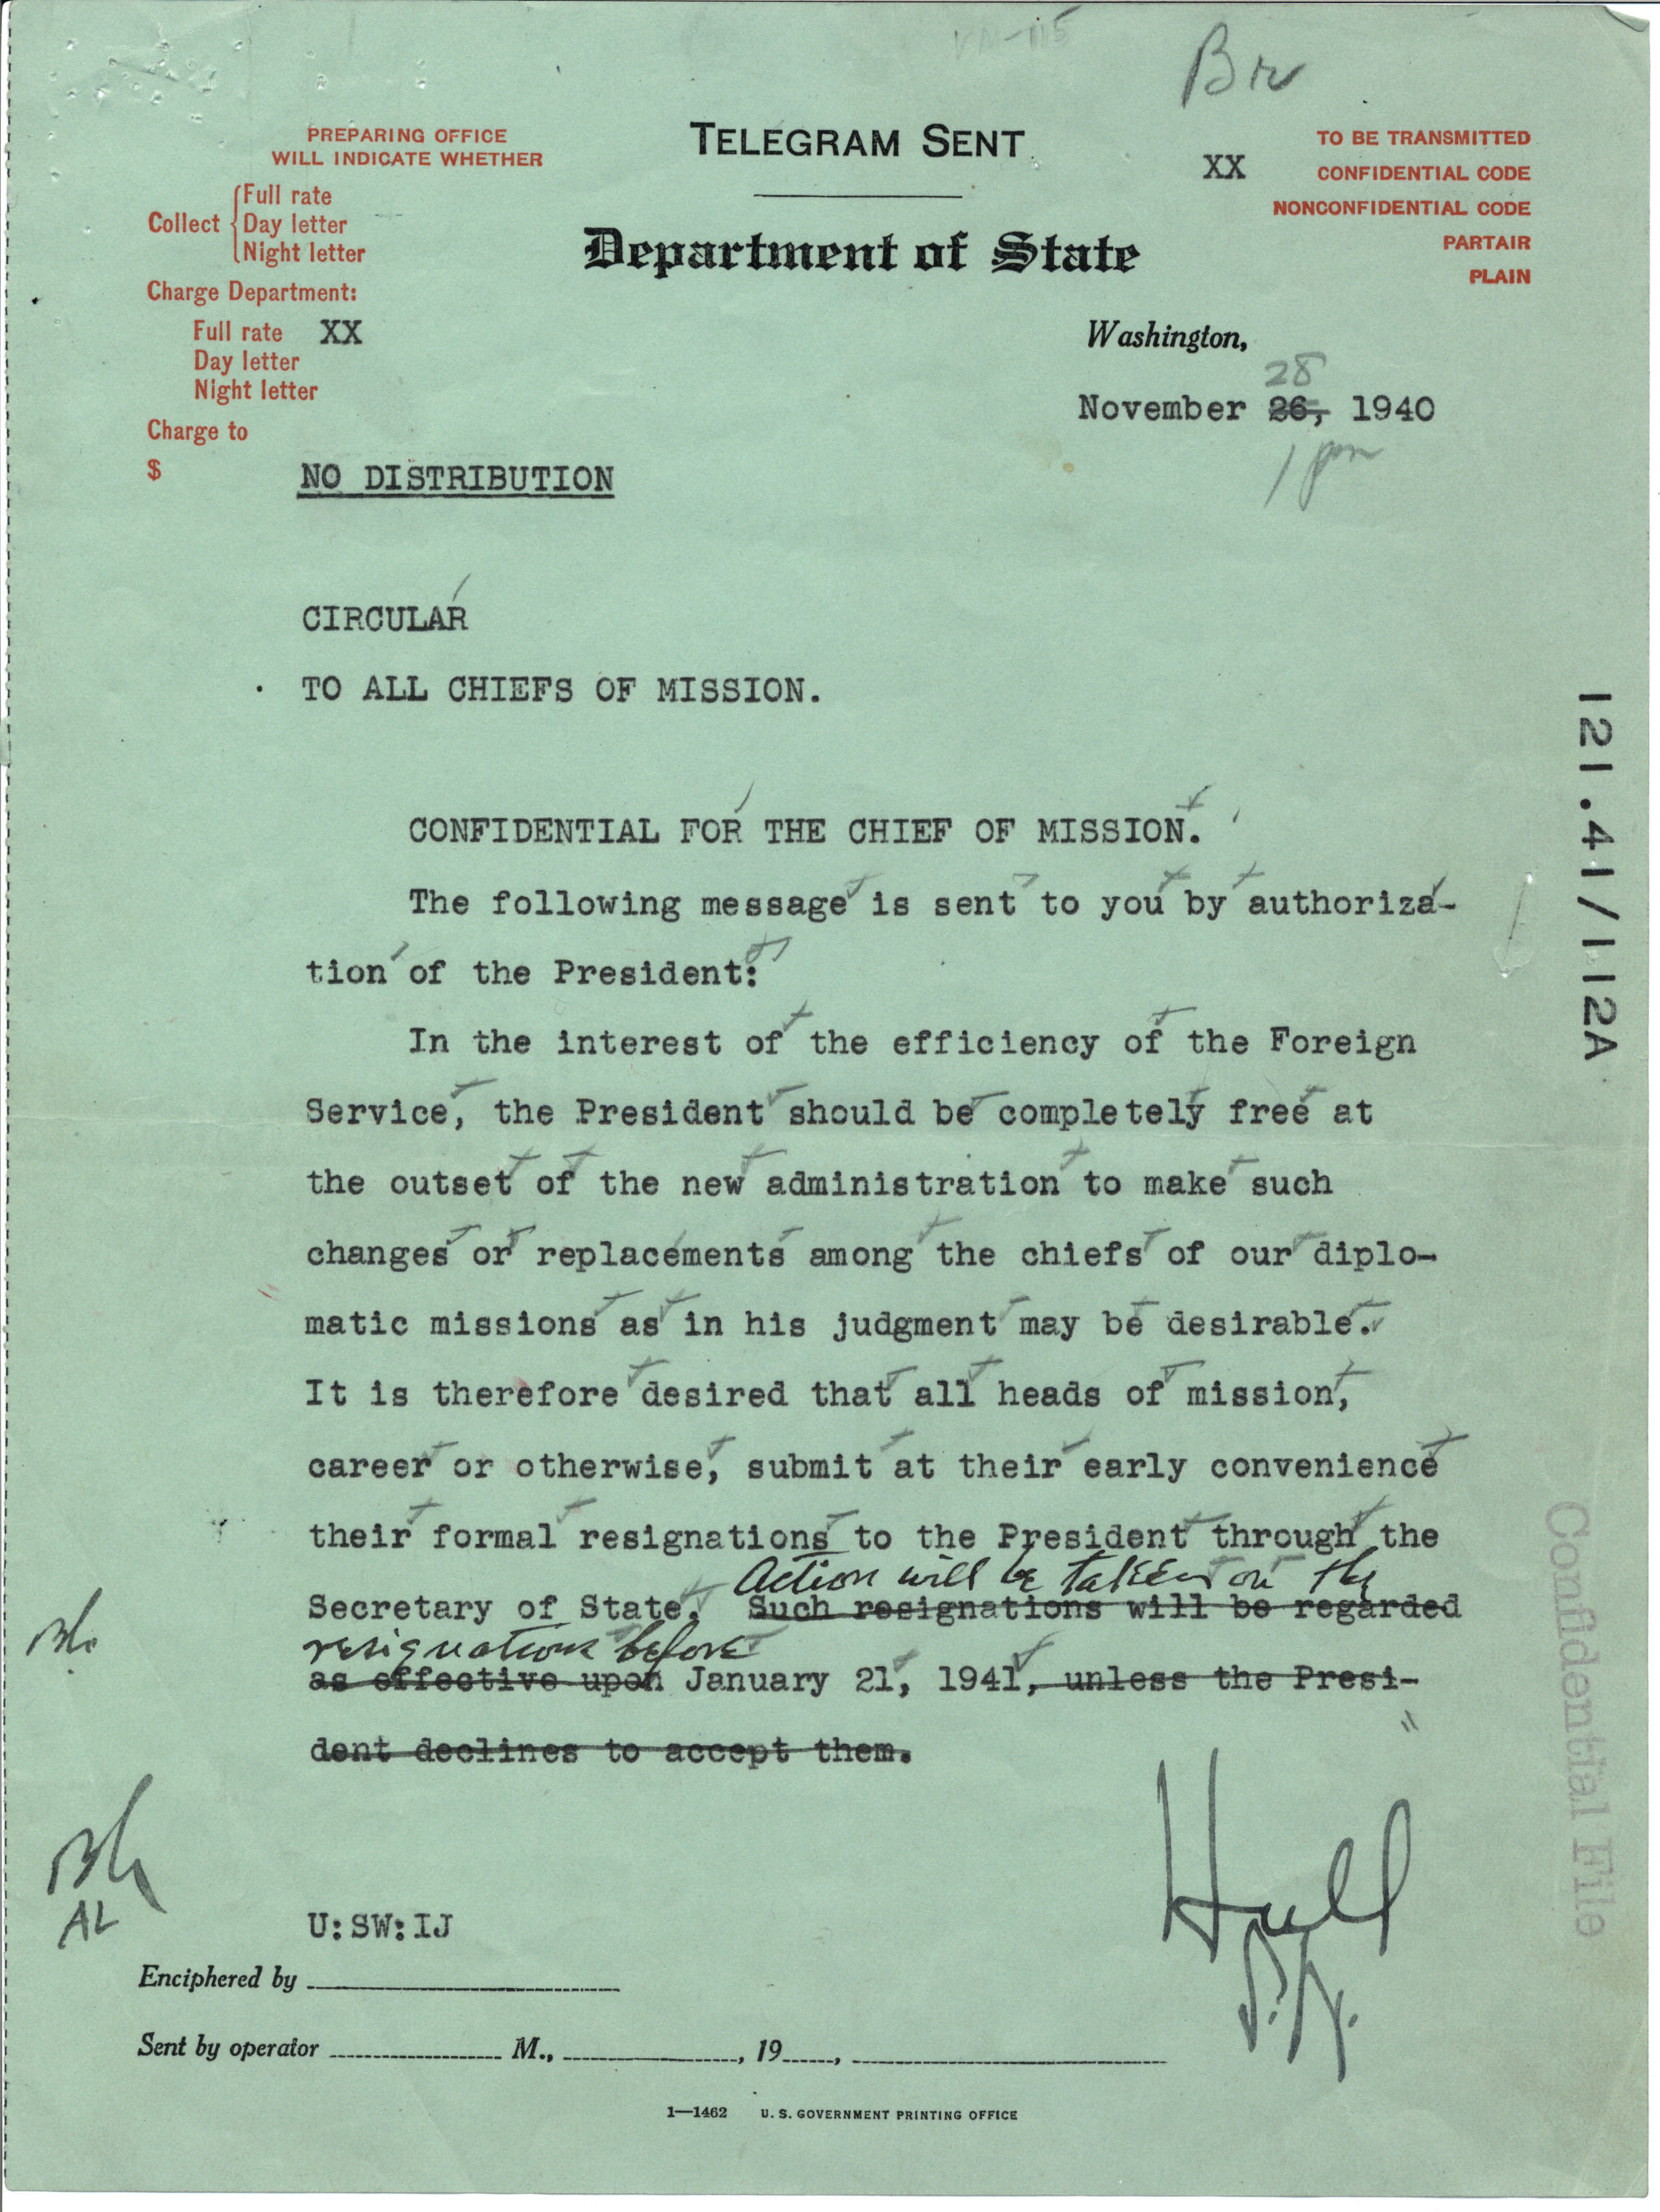 Br
TELEGRAM SENT
PREPARING OFFICE
WILL INDICATE WHETHER
Collect
Full rate
Day letter
Night letter
Charge Department:
Full rate XX
Day letter
Night letter
Charge to
$
TO BE TRANSMITTED
XX CONFIDENTIAL CODE
NONCONFIDENTIAL CODE
PARTAIR
PLAIN
Department of State
Washington,
28
November 26, 1940
1 pm
NO DISTRIBUTION
CIRCULAR
TO ALL CHIEFS OF MISSION.
121.41/112A
CONFIDENTIAL FOR THE CHIEF OF MISSION.
The following message is sent to you by authoriza-
tion of the President:
In the interest of the efficiency of the Foreign
Service, the President should be completely free at
the outset of the new administration to make such
changes or replacements among the chiefs of our diplo-
matic missions as in his judgment may be desirable.
It is therefore desired that all heads of mission,
career or otherwise, submit at their early convenience
their formal resignations to the President through the
Action will be taken on the
Secretary of State. Such resignations will be regarded
resignations before
as effective upon January 21, 1941, unless the Presi-
dent declines to accept them.
Confidential File
Hull
AL
U:SW:IJ
Enciphered by
Sent by operator M., , 19 ,
1—1462 U. S. GOVERNMENT PRINTING OFFICE